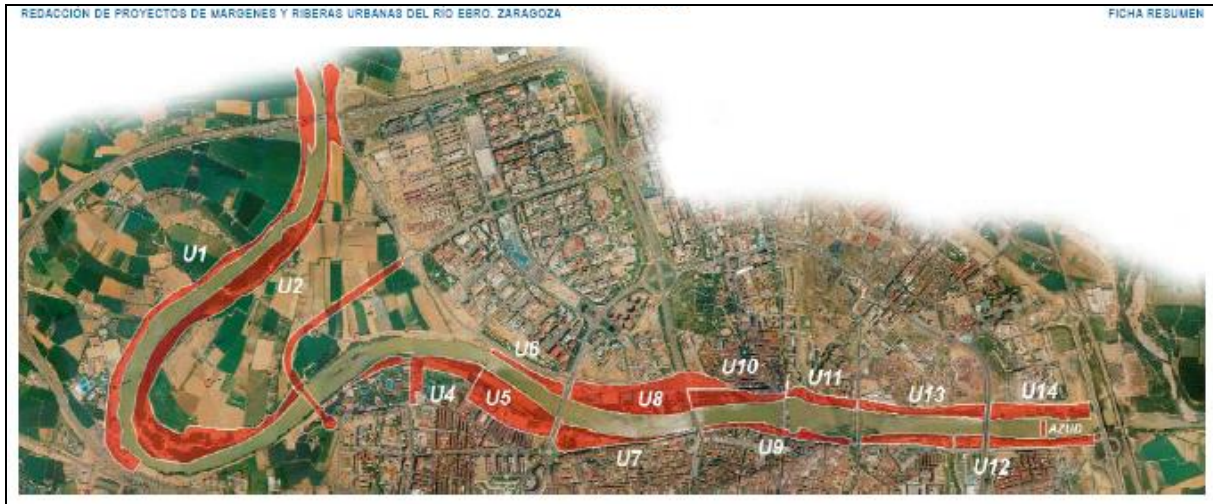 REDACCIÓN DE PROYECTOS DE MÁRGENES Y RIBERAS URBANAS DEL RIO EBRO. ZARAGOZA
FICHA RESUMEN
U1
U2
U6
U4
U5
U8
U10
U11
U13
U14
AZUD
U7
U9
U12